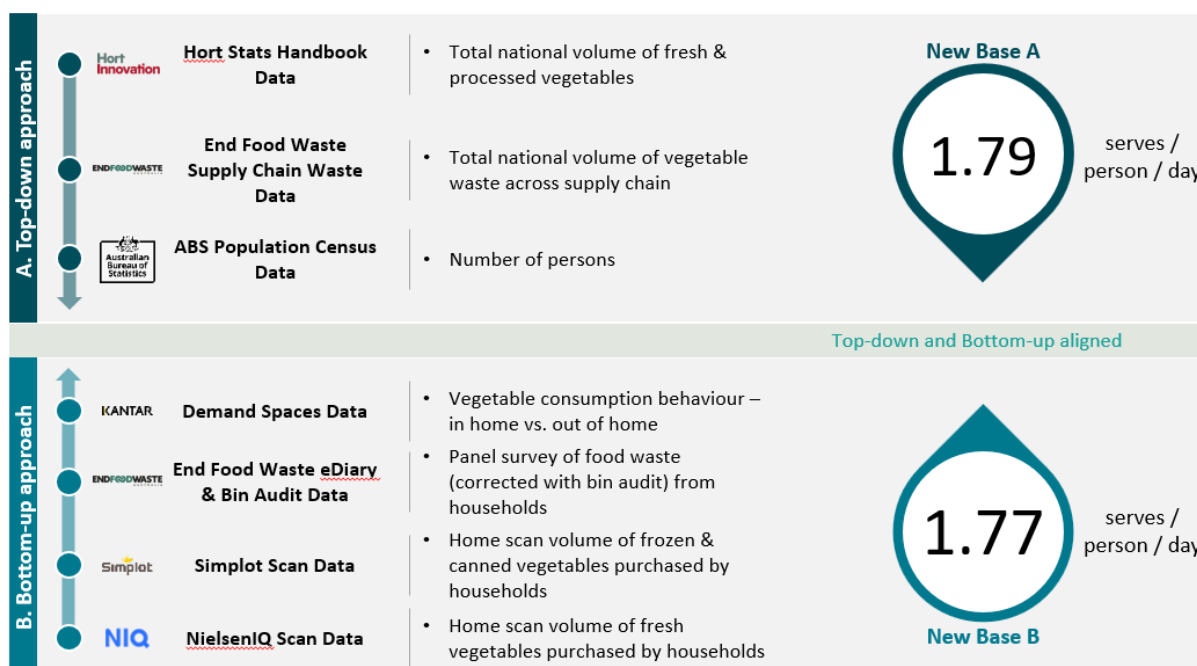 A. Top-down approach
Hort
Innovation
Hort Stats Handbook
Data
• Total national volume of fresh &
processed vegetables
ENDFOODWASTE
AUSTRALIA
End Food Waste
Supply Chain Waste
Data
• Total national volume of vegetable
waste across supply chain
Australian
Bureau of
Statistics
ABS Population Census
Data
• Number of persons
New Base A
1.79
serves /
person / day
Top-down and Bottom-up aligned
B. Bottom-up approach
KANTAR
Demand Spaces Data
• Vegetable consumption behaviour –
in home vs. out of home
ENDFOODWASTE
AUSTRALIA
End Food Waste eDiary
& Bin Audit Data
• Panel survey of food waste
(corrected with bin audit) from
households
Simplot
Simplot Scan Data
• Home scan volume of frozen &
canned vegetables purchased by
households
NIQ
NielsenIQ Scan Data
• Home scan volume of fresh
vegetables purchased by households
1.77
serves /
person / day
New Base B